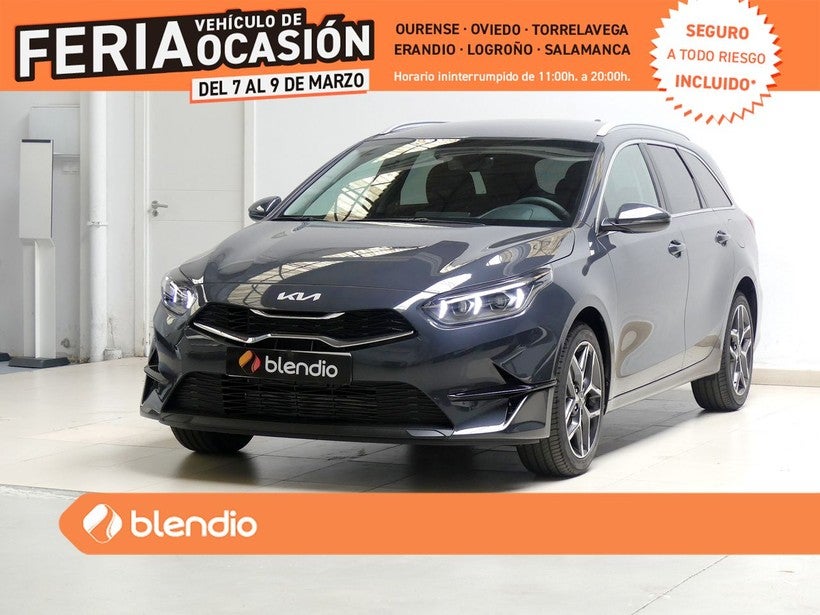 VEHÍCULO DE
FERIA OCASIÓN
DEL 7 AL 9 DE MARZO
OURENSE · OVIEDO · TORRELAVEGA
ERANDIO · LOGROÑO · SALAMANCA
Horario ininterrumpido de 11:00h. a 20:00h.
SEGURO
A TODO RIESGO
INCLUIDO*
KIA
blendio
blendio